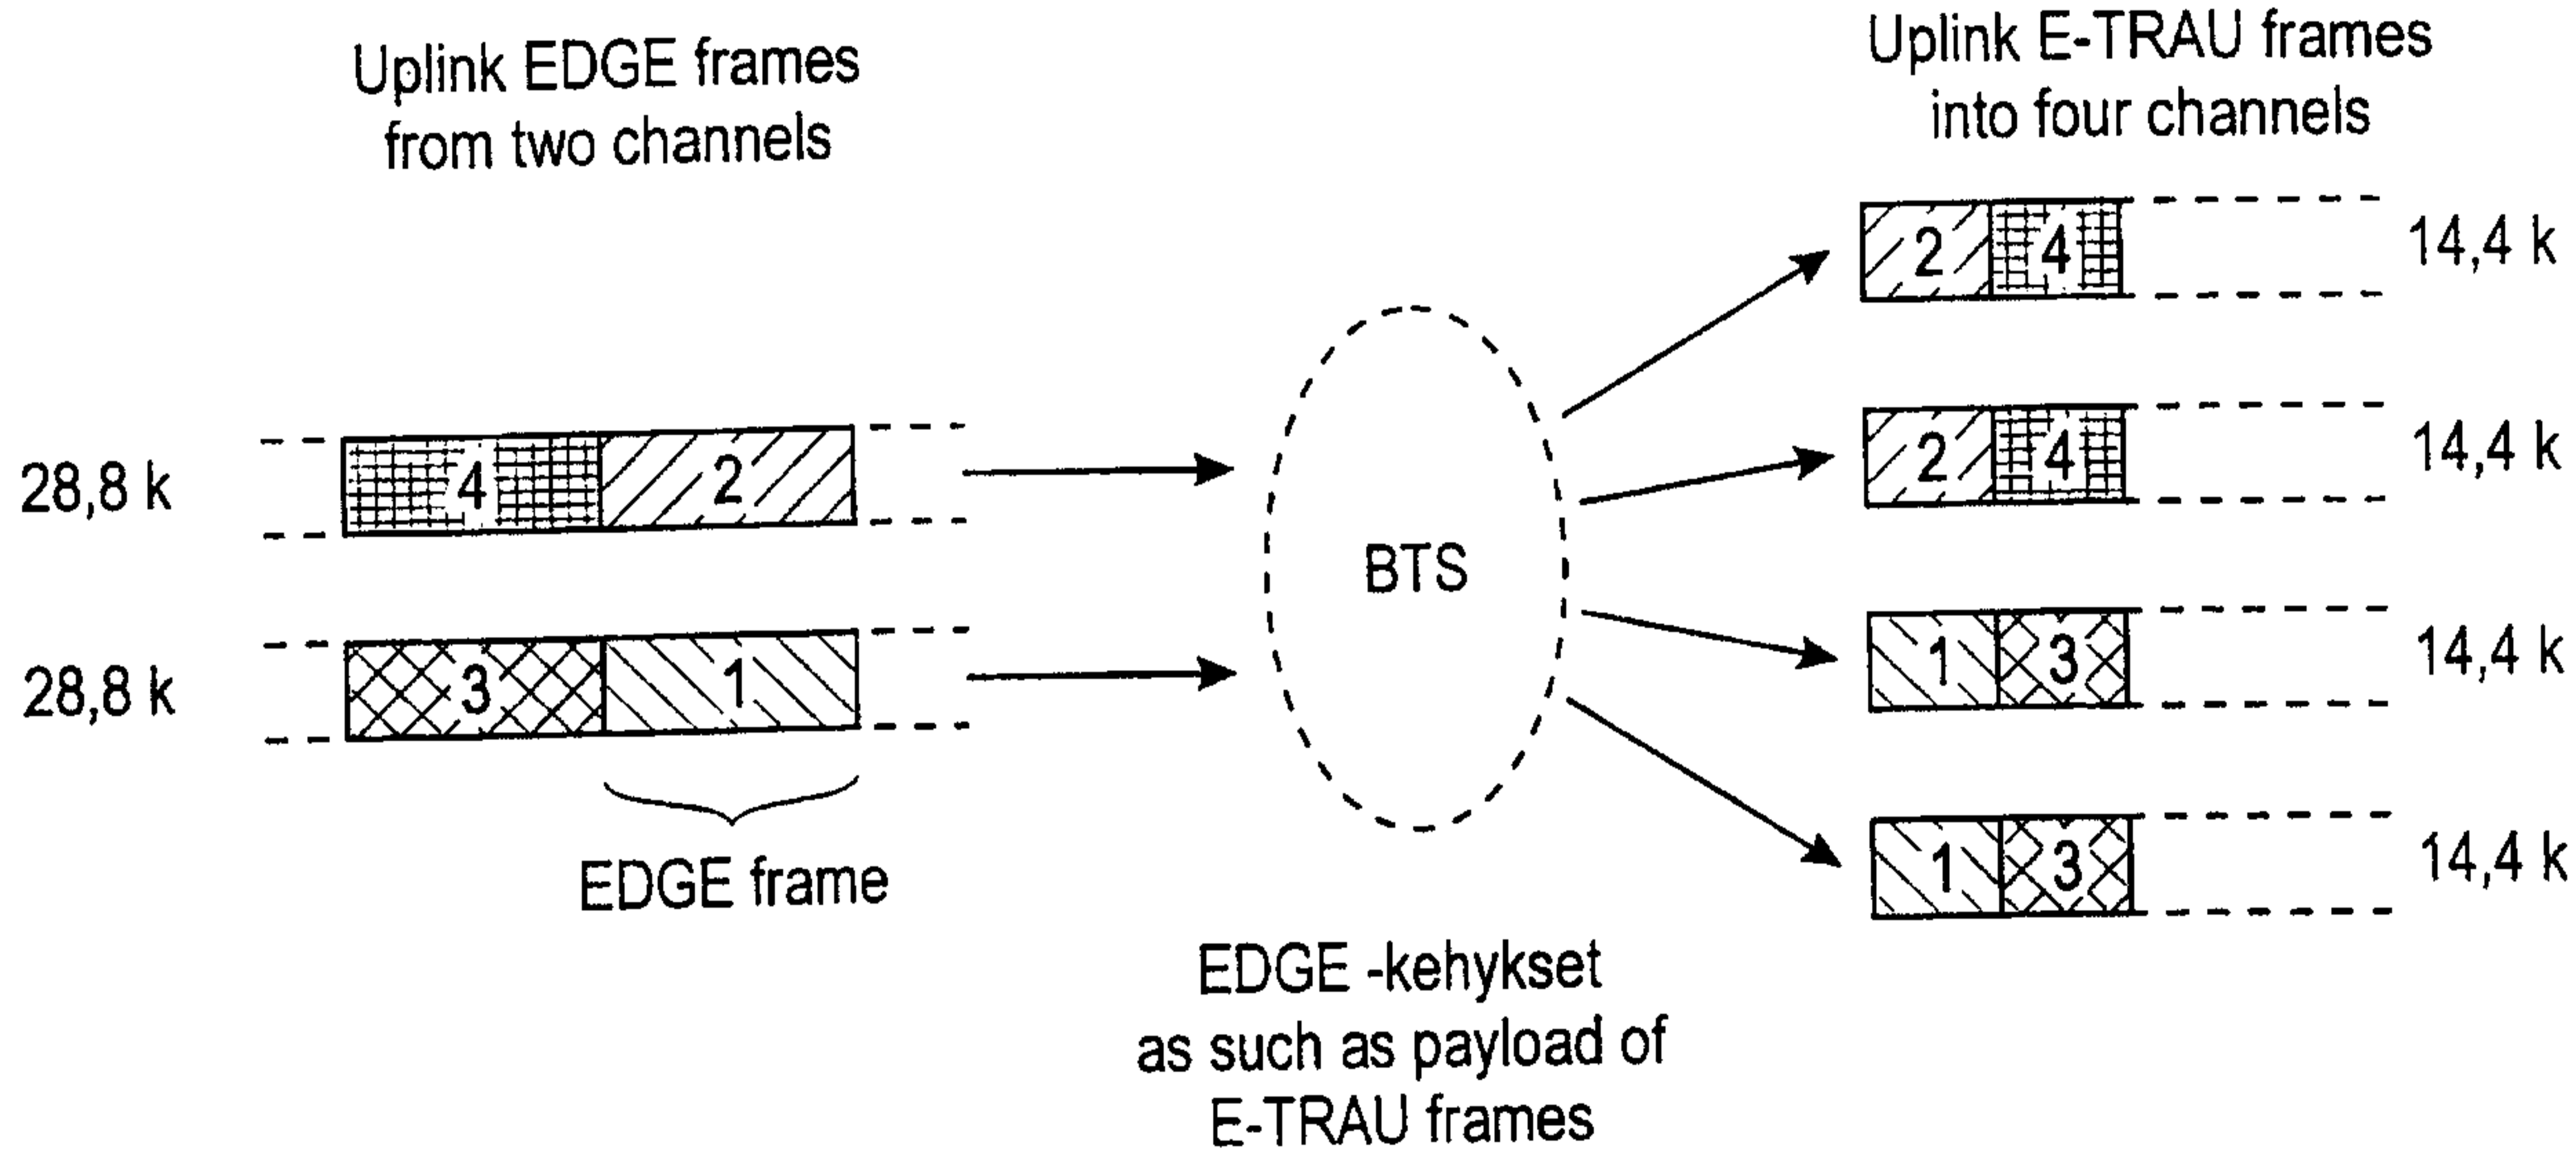 Uplink EDGE frames
from two channels
Uplink E-TRAU frames
into four channels
28,8 k
4 2
28,8 k
3 1
EDGE frame
BTS
EDGE -kehykset
as such as payload of
E-TRAU frames
2 4
14,4 k
2 4
14,4 k
1 3
14,4 k
1 3
14,4 k